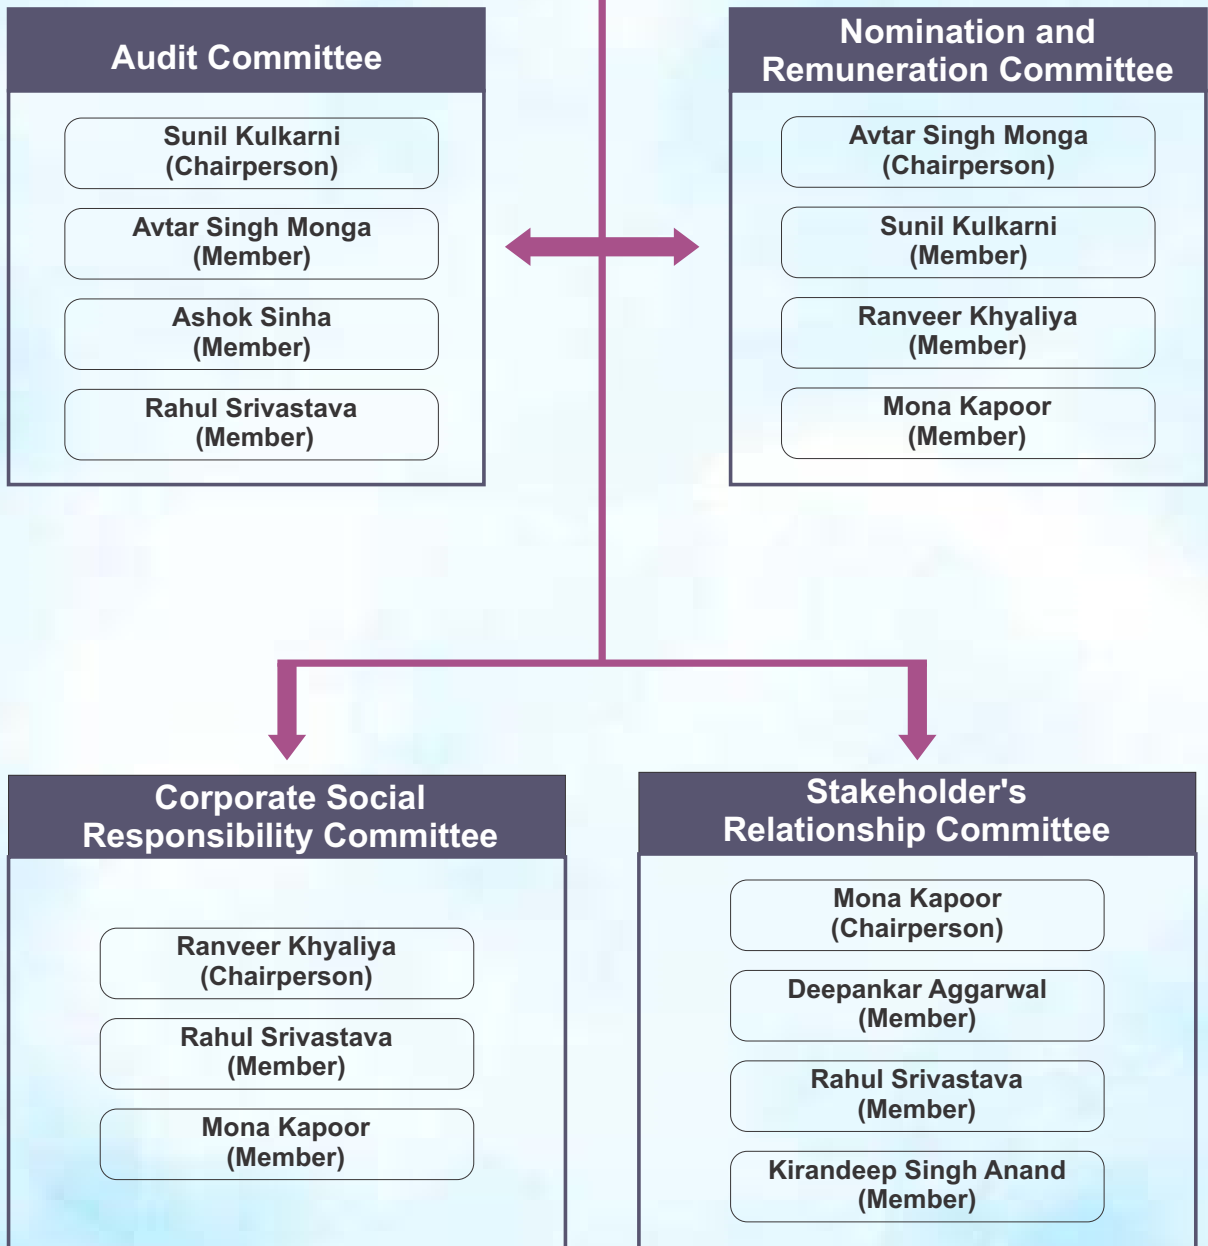 Audit Committee
Sunil Kulkarni
(Chairperson)
Avtar Singh Monga
(Member)
Ashok Sinha
(Member)
Rahul Srivastava
(Member)
Nomination and
Remuneration Committee
Avtar Singh Monga
(Chairperson)
Sunil Kulkarni
(Member)
Ranveer Khyaliya
(Member)
Mona Kapoor
(Member)
Corporate Social
Responsibility Committee
Ranveer Khyaliya
(Chairperson)
Rahul Srivastava
(Member)
Mona Kapoor
(Member)
Stakeholder's
Relationship Committee
Mona Kapoor
(Chairperson)
Deepankar Aggarwal
(Member)
Rahul Srivastava
(Member)
Kirandeep Singh Anand
(Member)